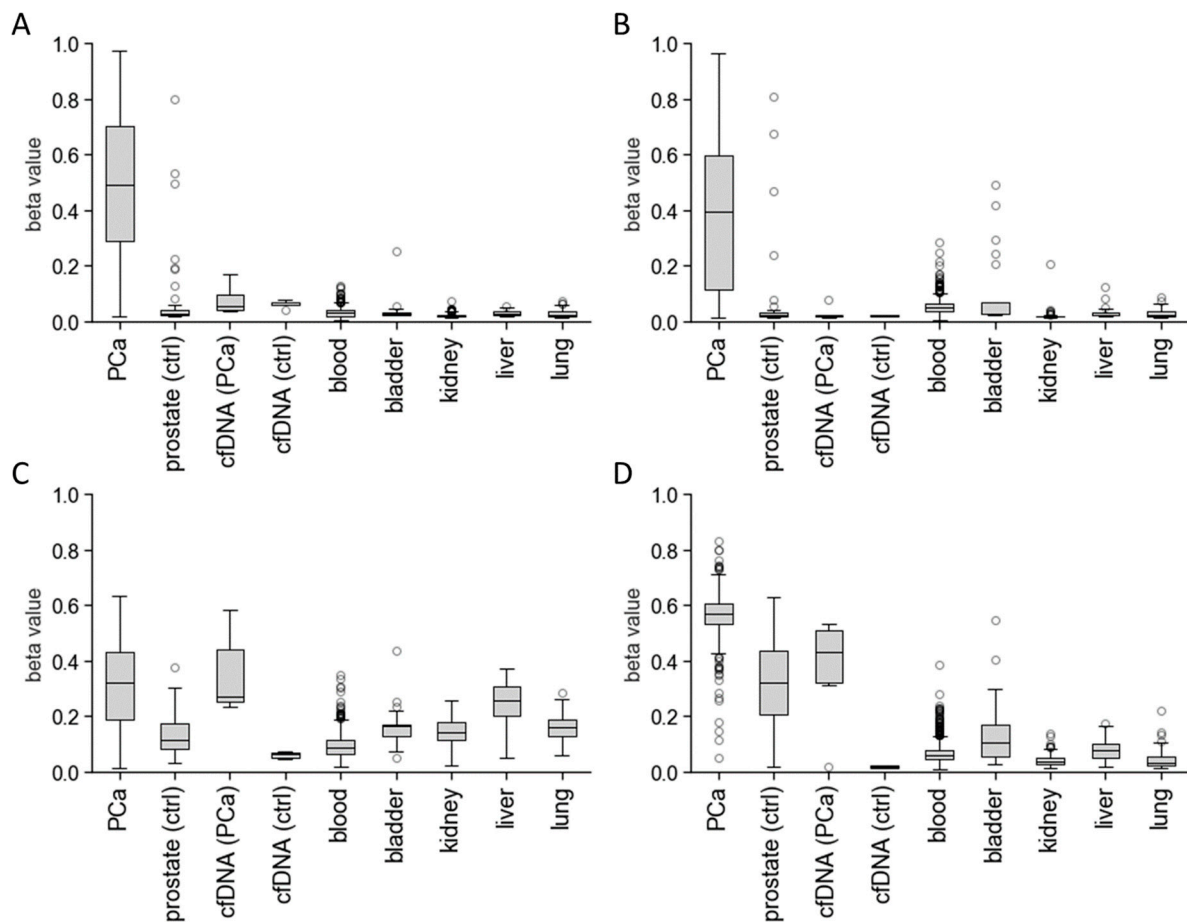 A
beta value
1.0
0.8
0.6
0.4
0.2
0.0
PCa
prostate (ctrl)
cfDNA (PCa)
cfDNA (ctrl)
blood
bladder
kidney
liver
lung
B
beta value
1.0
0.8
0.6
0.4
0.2
0.0
PCa
prostate (ctrl)
cfDNA (PCa)
cfDNA (ctrl)
blood
bladder
kidney
liver
lung
C
beta value
1.0
0.8
0.6
0.4
0.2
0.0
PCa
prostate (ctrl)
cfDNA (PCa)
cfDNA (ctrl)
blood
bladder
kidney
liver
lung
D
beta value
1.0
0.8
0.6
0.4
0.2
0.0
PCa
prostate (ctrl)
cfDNA (PCa)
cfDNA (ctrl)
blood
bladder
kidney
liver
lung